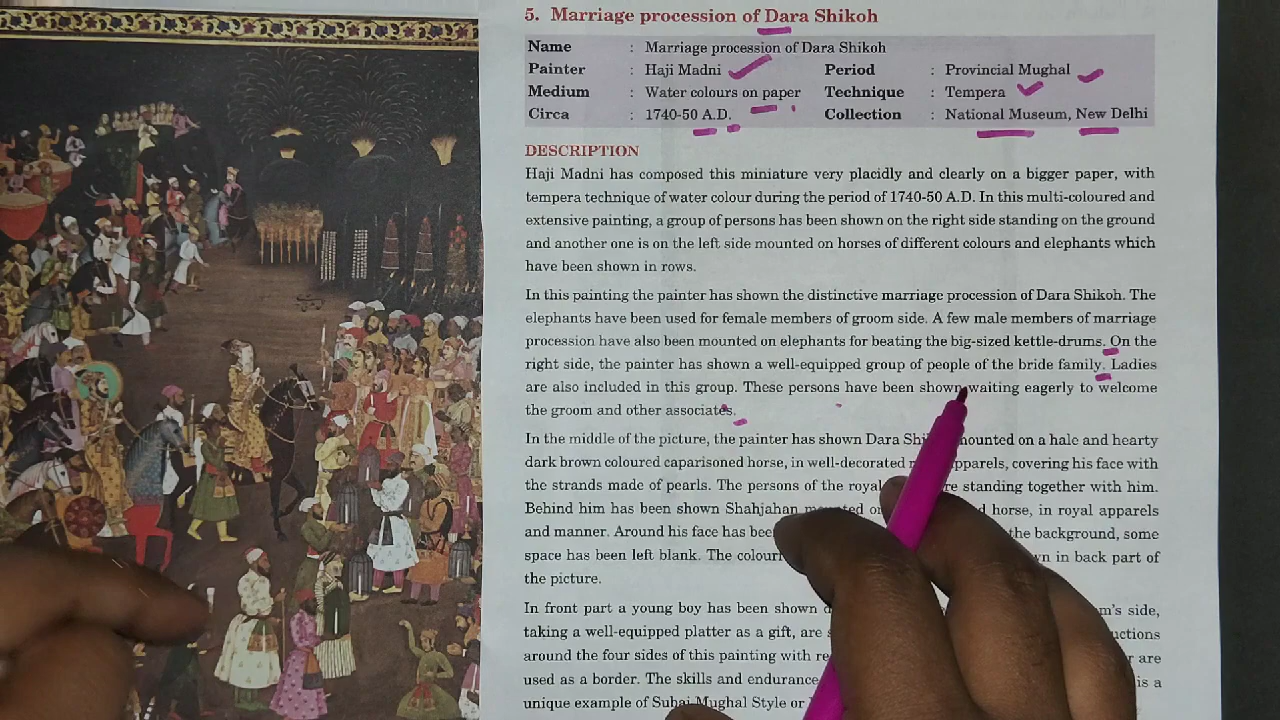 5. Marriage procession of Dara Shikoh
Name : Marriage procession of Dara Shikoh
Painter : Haji Madni Period : Provincial Mughal
Medium : Water colours on paper Technique : Tempera
Circa : 1740-50 A.D. Collection : National Museum, New Delhi
DESCRIPTION
Haji Madni has composed this miniature very placidly and clearly on a bigger paper, with
tempera technique of water colour during the period of 1740-50 A.D. In this multi-coloured and
extensive painting, a group of persons has been shown on the right side standing on the ground
and another one is on the left side mounted on horses of different colours and elephants which
have been shown in rows.
In this painting the painter has shown the distinctive marriage procession of Dara Shikoh. The
elephants have been used for female members of groom side. A few male members of marriage
procession have also been mounted on elephants for beating the big-sized kettle-drums. On the
right side, the painter has shown a well-equipped group of people of the bride family. Ladies
are also included in this group. These persons have been shown waiting eagerly to welcome
the groom and other associates.
In the middle of the picture, the painter has shown Dara mounted on a hale and hearty
dark brown coloured caparisoned horse, in well-decorated covering his face with
the strands made of pearls. The persons of the royal standing together with him.
Behind him has been shown Shahjahan horse, in royal apparels
and manner. Around his face has the background, some
space has been left blank. The in back part of
the picture.
In front part a young boy has been shown side,
taking a well-equipped platter as a gift, are
around the four sides of this painting with are
used as a border. The skills and endurance is a
unique example of Subai-Mughal Style or